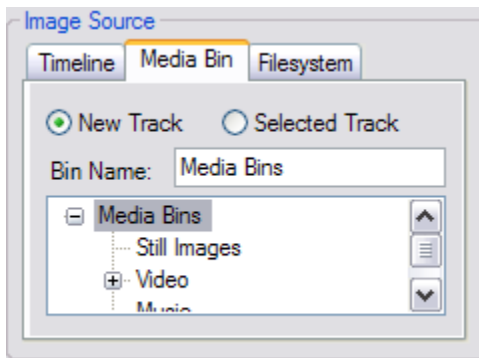 Image Source
Timeline Media Bin Filesystem
New Track Selected Track
Bin Name: Media Bins
Media Bins
Still Images
Video
Music